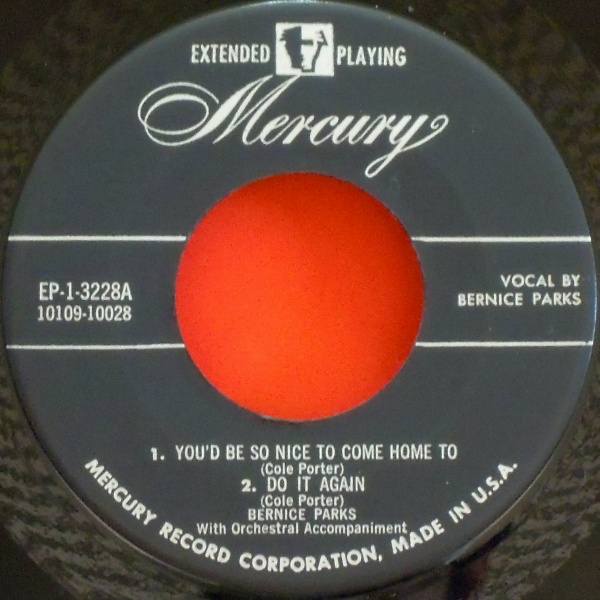 EXTENDED PLAYING
Mercury
EP-1-3228A
10109-10028
VOCAL BY
BERNICE PARKS
1. YOU'D BE SO NICE TO COME HOME TO
(Cole Porter)
2. DO IT AGAIN
(Cole Porter)
BERNICE PARKS
With Orchestral Accompaniment
MERCURY RECORD CORPORATION, MADE IN U.S.A.